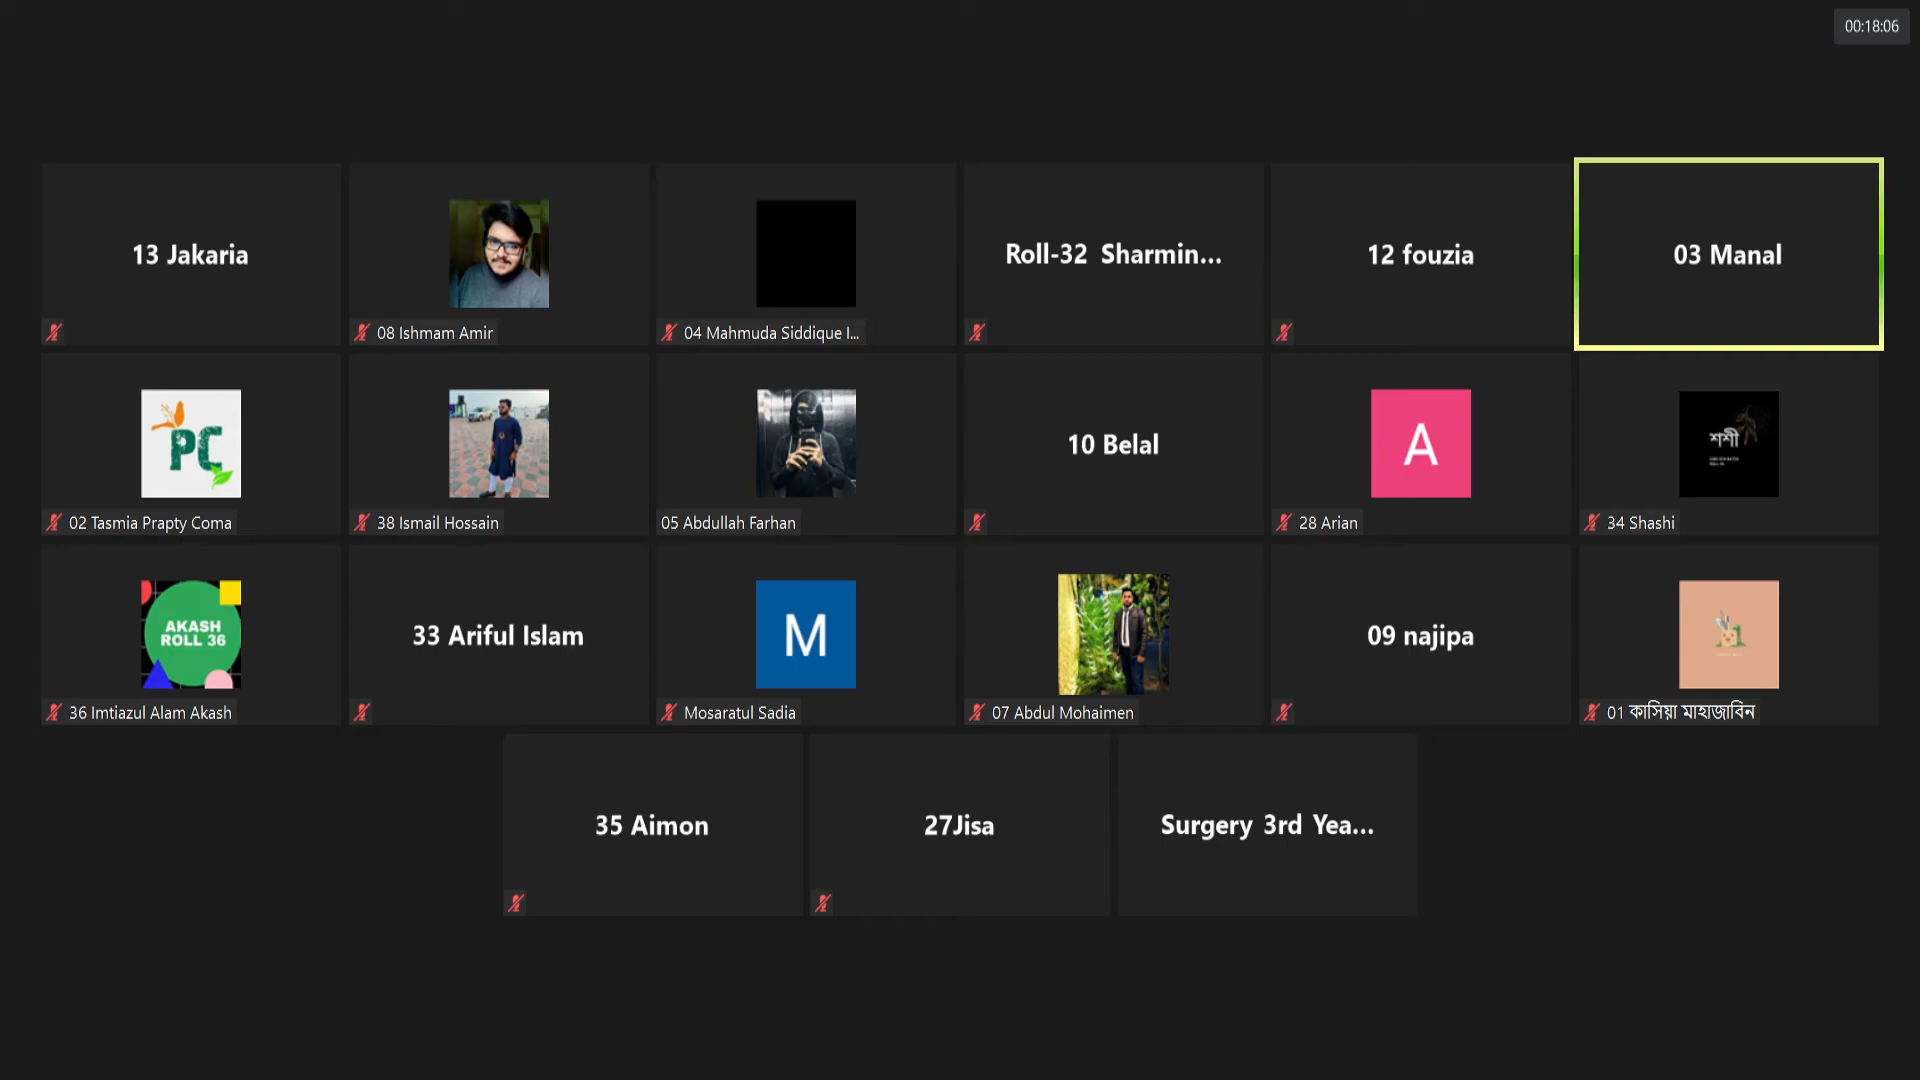 00:18:06
13 Jakaria
08 Ishmam Amir
04 Mahmuda Siddique I...
Roll-32 Sharmin...
12 fouzia
03 Manal
PC
02 Tasmia Prapty Coma
38 Ismail Hossain
05 Abdullah Farhan
10 Belal
A
28 Arian
শশী
34 Shashi
AKASH
ROLL 36
36 Imtiazul Alam Akash
33 Ariful Islam
M
Mosaratul Sadia
07 Abdul Mohaimen
09 najipa
01 কাসিয়া মাহাজাবিন
35 Aimon
27Jisa
Surgery 3rd Yea...